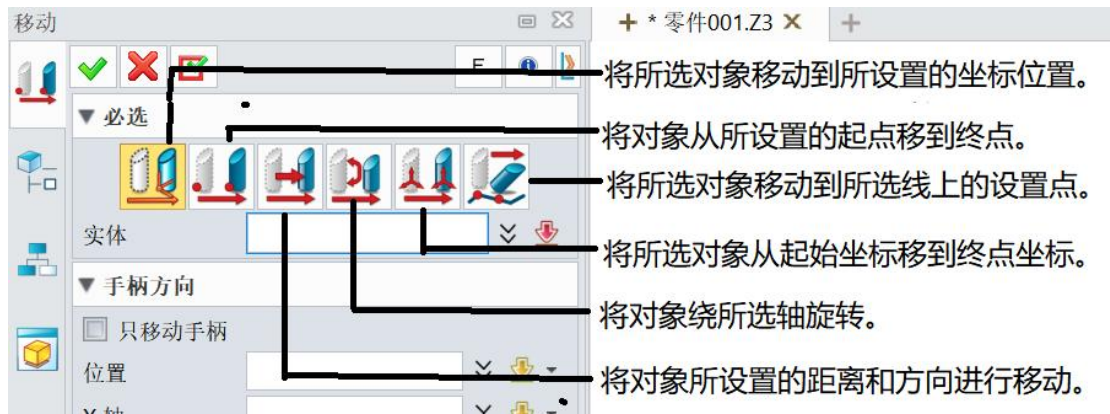 移动
+ * 零件001.Z3 × +
将所选对象移动到所设置的坐标位置。
▼ 必选
将对象从所设置的起点移到终点。
将所选对象移动到所选线上的设置点。
实体
将所选对象从起始坐标移到终点坐标。
▼ 手柄方向
将对象绕所选轴旋转。
只移动手柄
位置
将对象所设置的距离和方向进行移动。